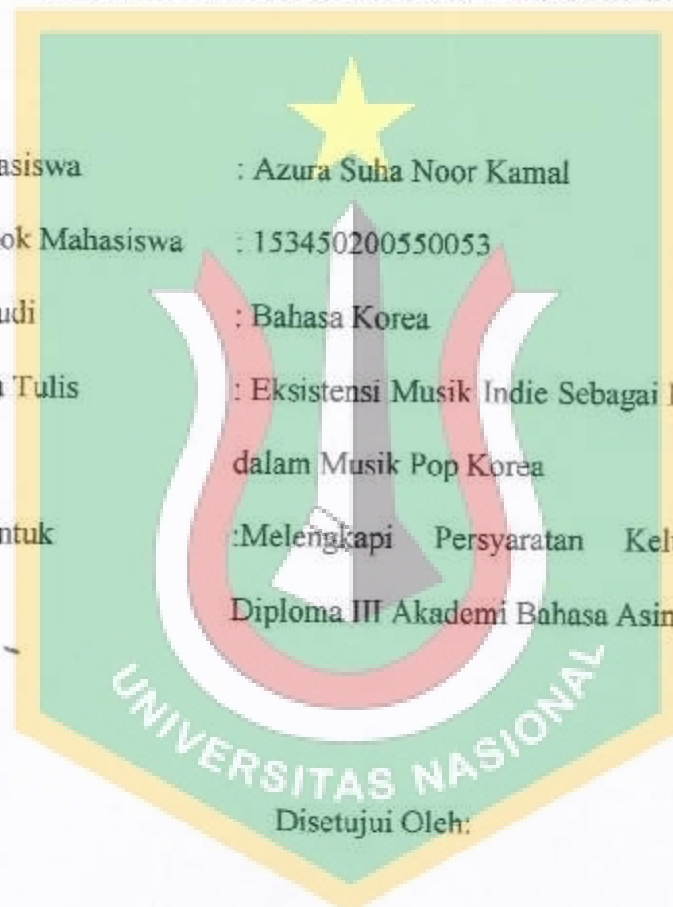 asiswa : Azura Suha Noor Kamal
ok Mahasiswa : 153450200550053
udi : Bahasa Korea
Tulis : Eksistensi Musik Indie Sebagai
dalam Musik Pop Korea
ntuk :Melengkapi Persyaratan Kel
Diploma III Akademi Bahasa Asin
UNIVERSITAS NASIONAL
Disetujui Oleh: